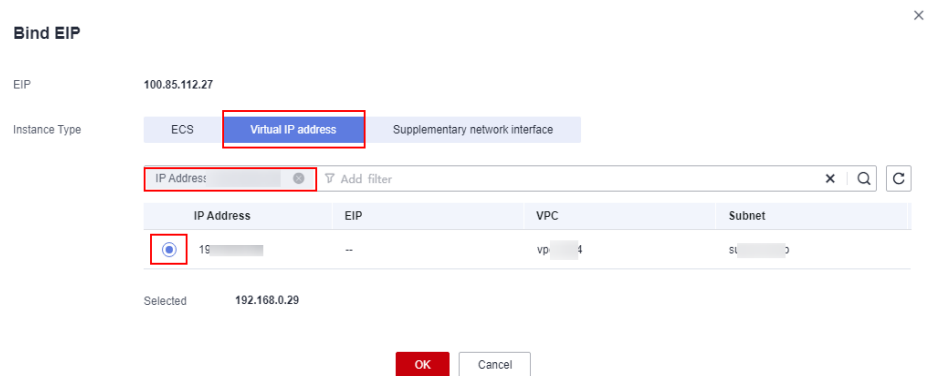 Bind EIP
EIP 100.85.112.27
Instance Type ECS Virtual IP address Supplementary network interface
IP Address Add filter
IP Address EIP VPC Subnet
--
Selected 192.168.0.29
OK Cancel